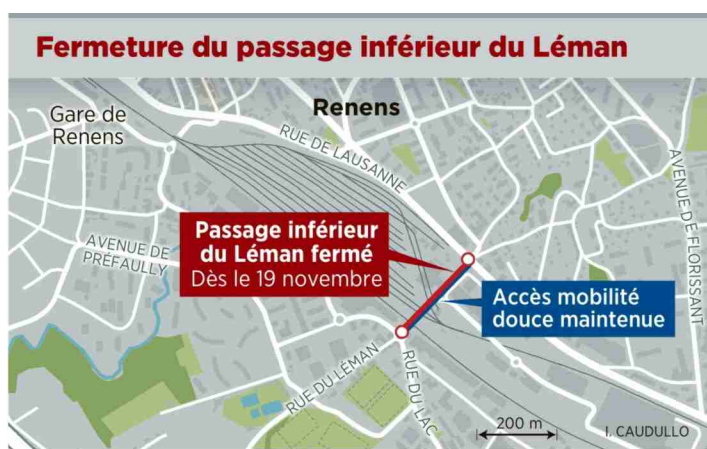 Fermeture du passage inférieur du Léman
Gare de
Renens
Renens
RUE DE LAUSANNE
AVENUE DE FLORISSANT
AVENUE DE
PRÉFAULLY
Passage inférieur
du Léman fermé
Dès le 19 novembre
Accès mobilité
douce maintenue
RUE DU LÉMAN
RUE DU LAC
200 m
I. CAUDULLO